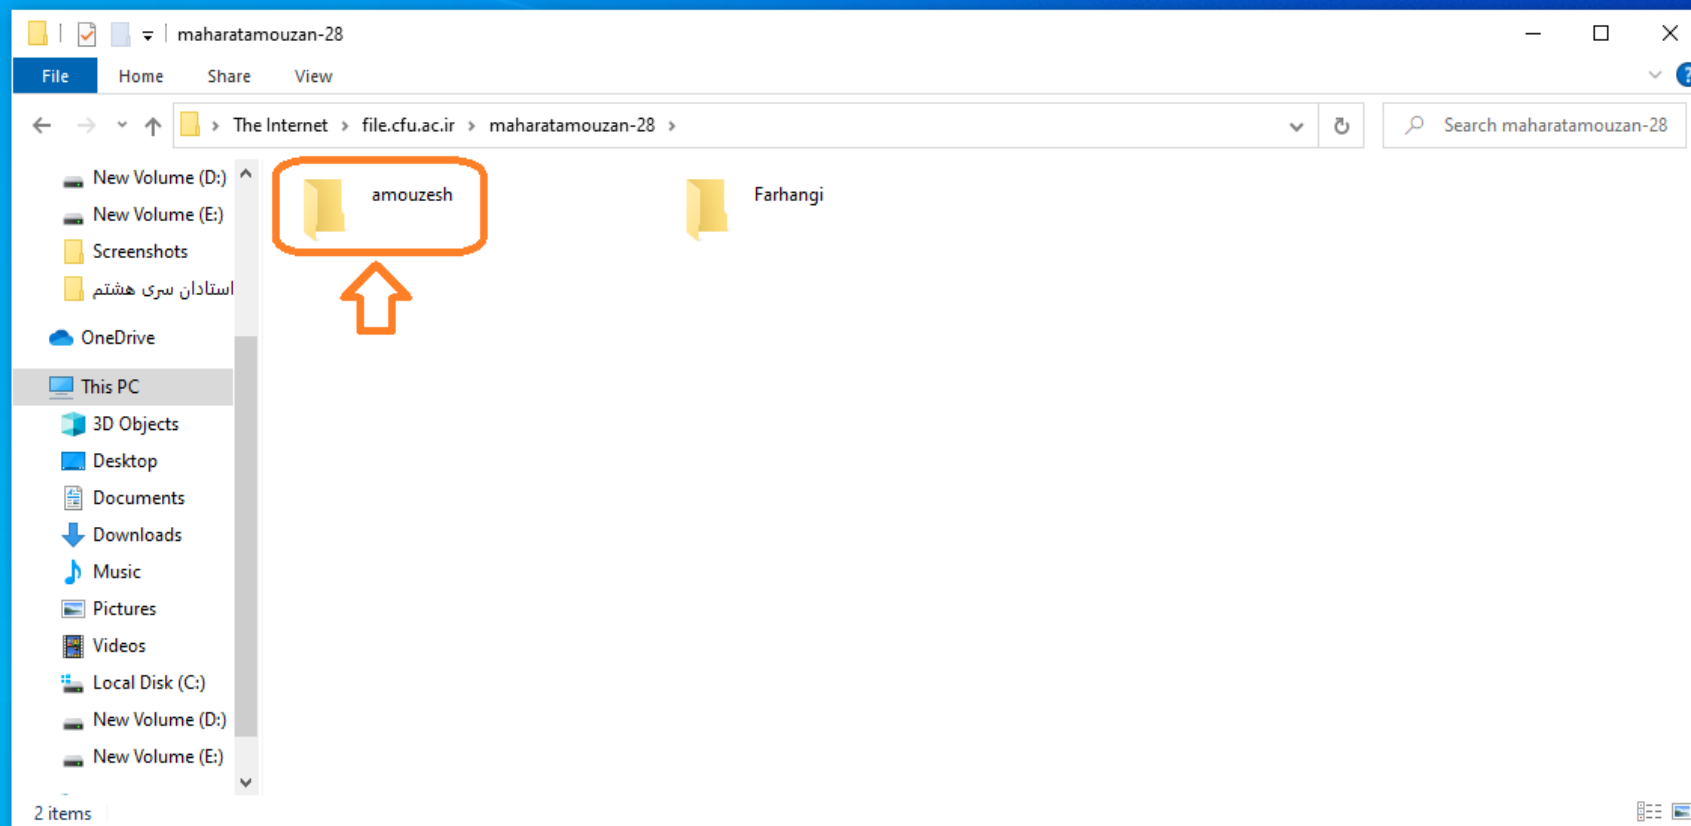 maharatamouzan-28
File Home Share View
The Internet > file.cfu.ac.ir > maharatamouzan-28 >
Search maharatamouzan-28
New Volume (D:)
New Volume (E:)
Screenshots
استادان سری هشتم
OneDrive
This PC
3D Objects
Desktop
Documents
Downloads
Music
Pictures
Videos
Local Disk (C:)
New Volume (D:)
New Volume (E:)
amouzesh
Farhangi
2 items